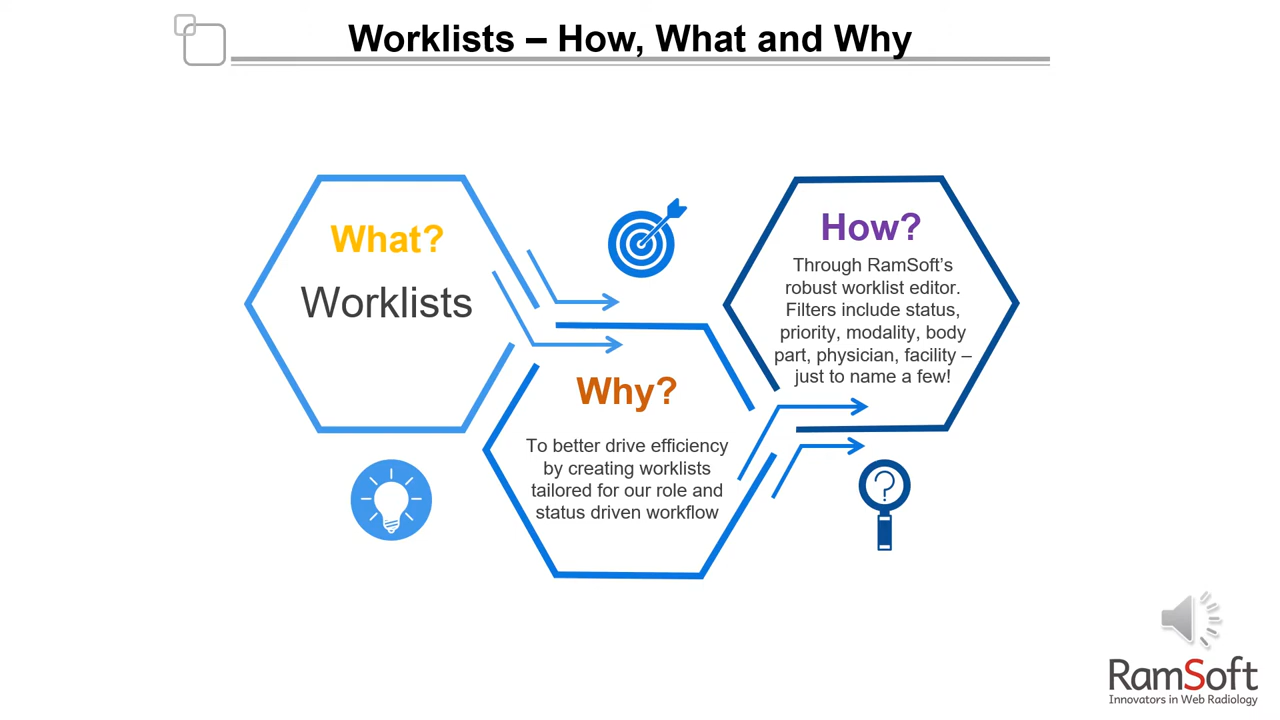 Worklists – How, What and Why
What?
Worklists
Why?
To better drive efficiency
by creating worklists
tailored for our role and
status driven workflow
How?
Through RamSoft’s
robust worklist editor.
Filters include status,
priority, modality, body
part, physician, facility –
just to name a few!
?
RamSoft
Innovators in Web Radiology